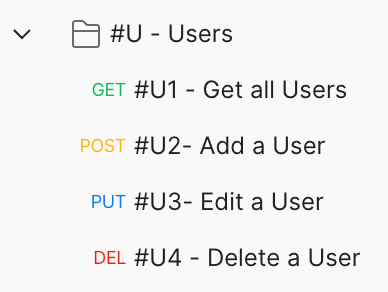 #U - Users
GET #U1 - Get all Users
POST #U2- Add a User
PUT #U3- Edit a User
DEL #U4 - Delete a User